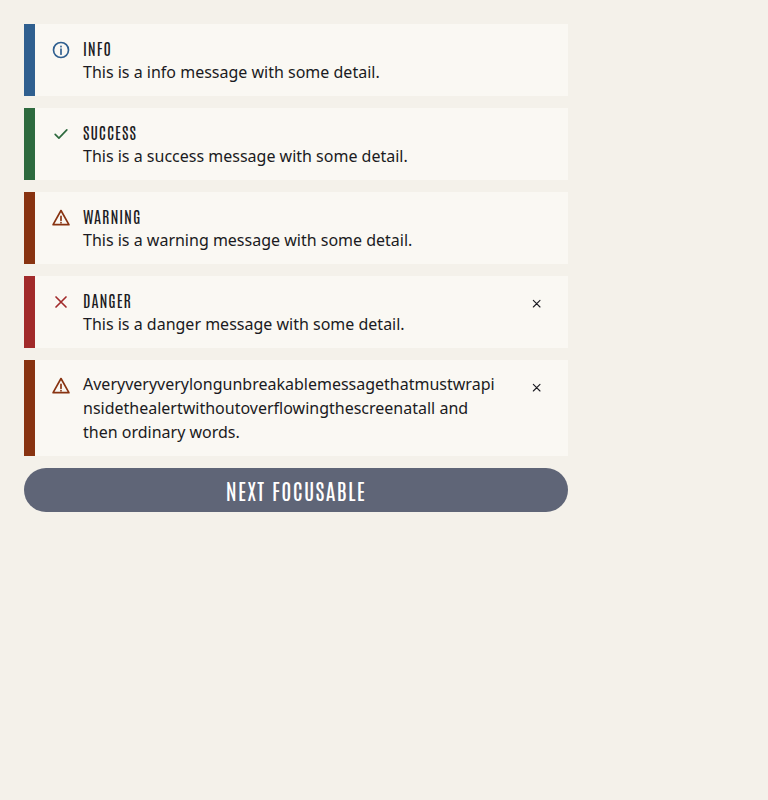 INFO
This is a info message with some detail.
SUCCESS
This is a success message with some detail.
WARNING
This is a warning message with some detail.
DANGER
This is a danger message with some detail.
Averyveryverylongunbreakablemessagethatmustwrapi
nsidethealertwithoutoverflowingthescreenatall and
then ordinary words.
NEXT FOCUSABLE